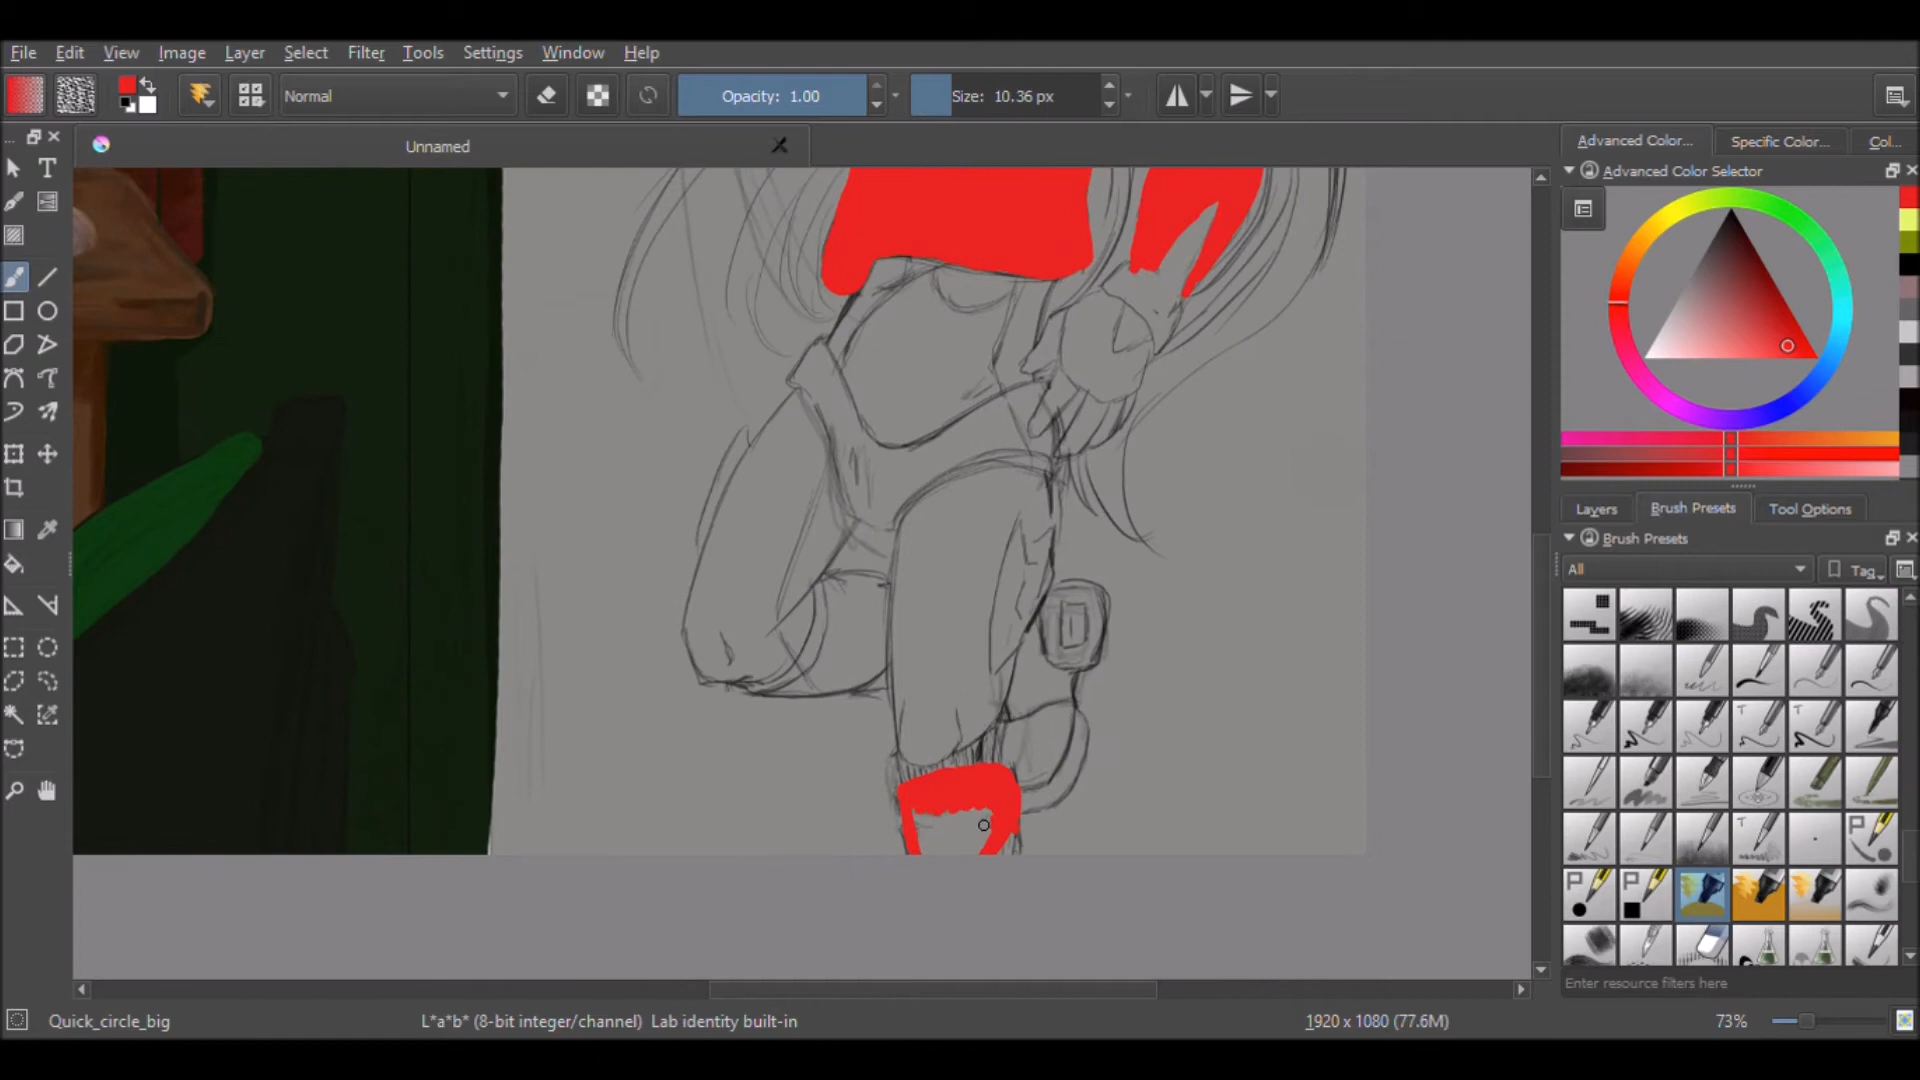 File Edit View Image Layer Select Filter Tools Settings Window Help
Normal Opacity: 1.00 Size: 10.36 px
Unnamed
Advanced Color... Specific Color... Col...
Advanced Color Selector
Layers Brush Presets Tool Options
Brush Presets
All Tag
Enter resource filters here
Quick_circle_big L*a*b* (8-bit integer/channel) Lab identity built-in 1920 x 1080 (77.6M) 73%